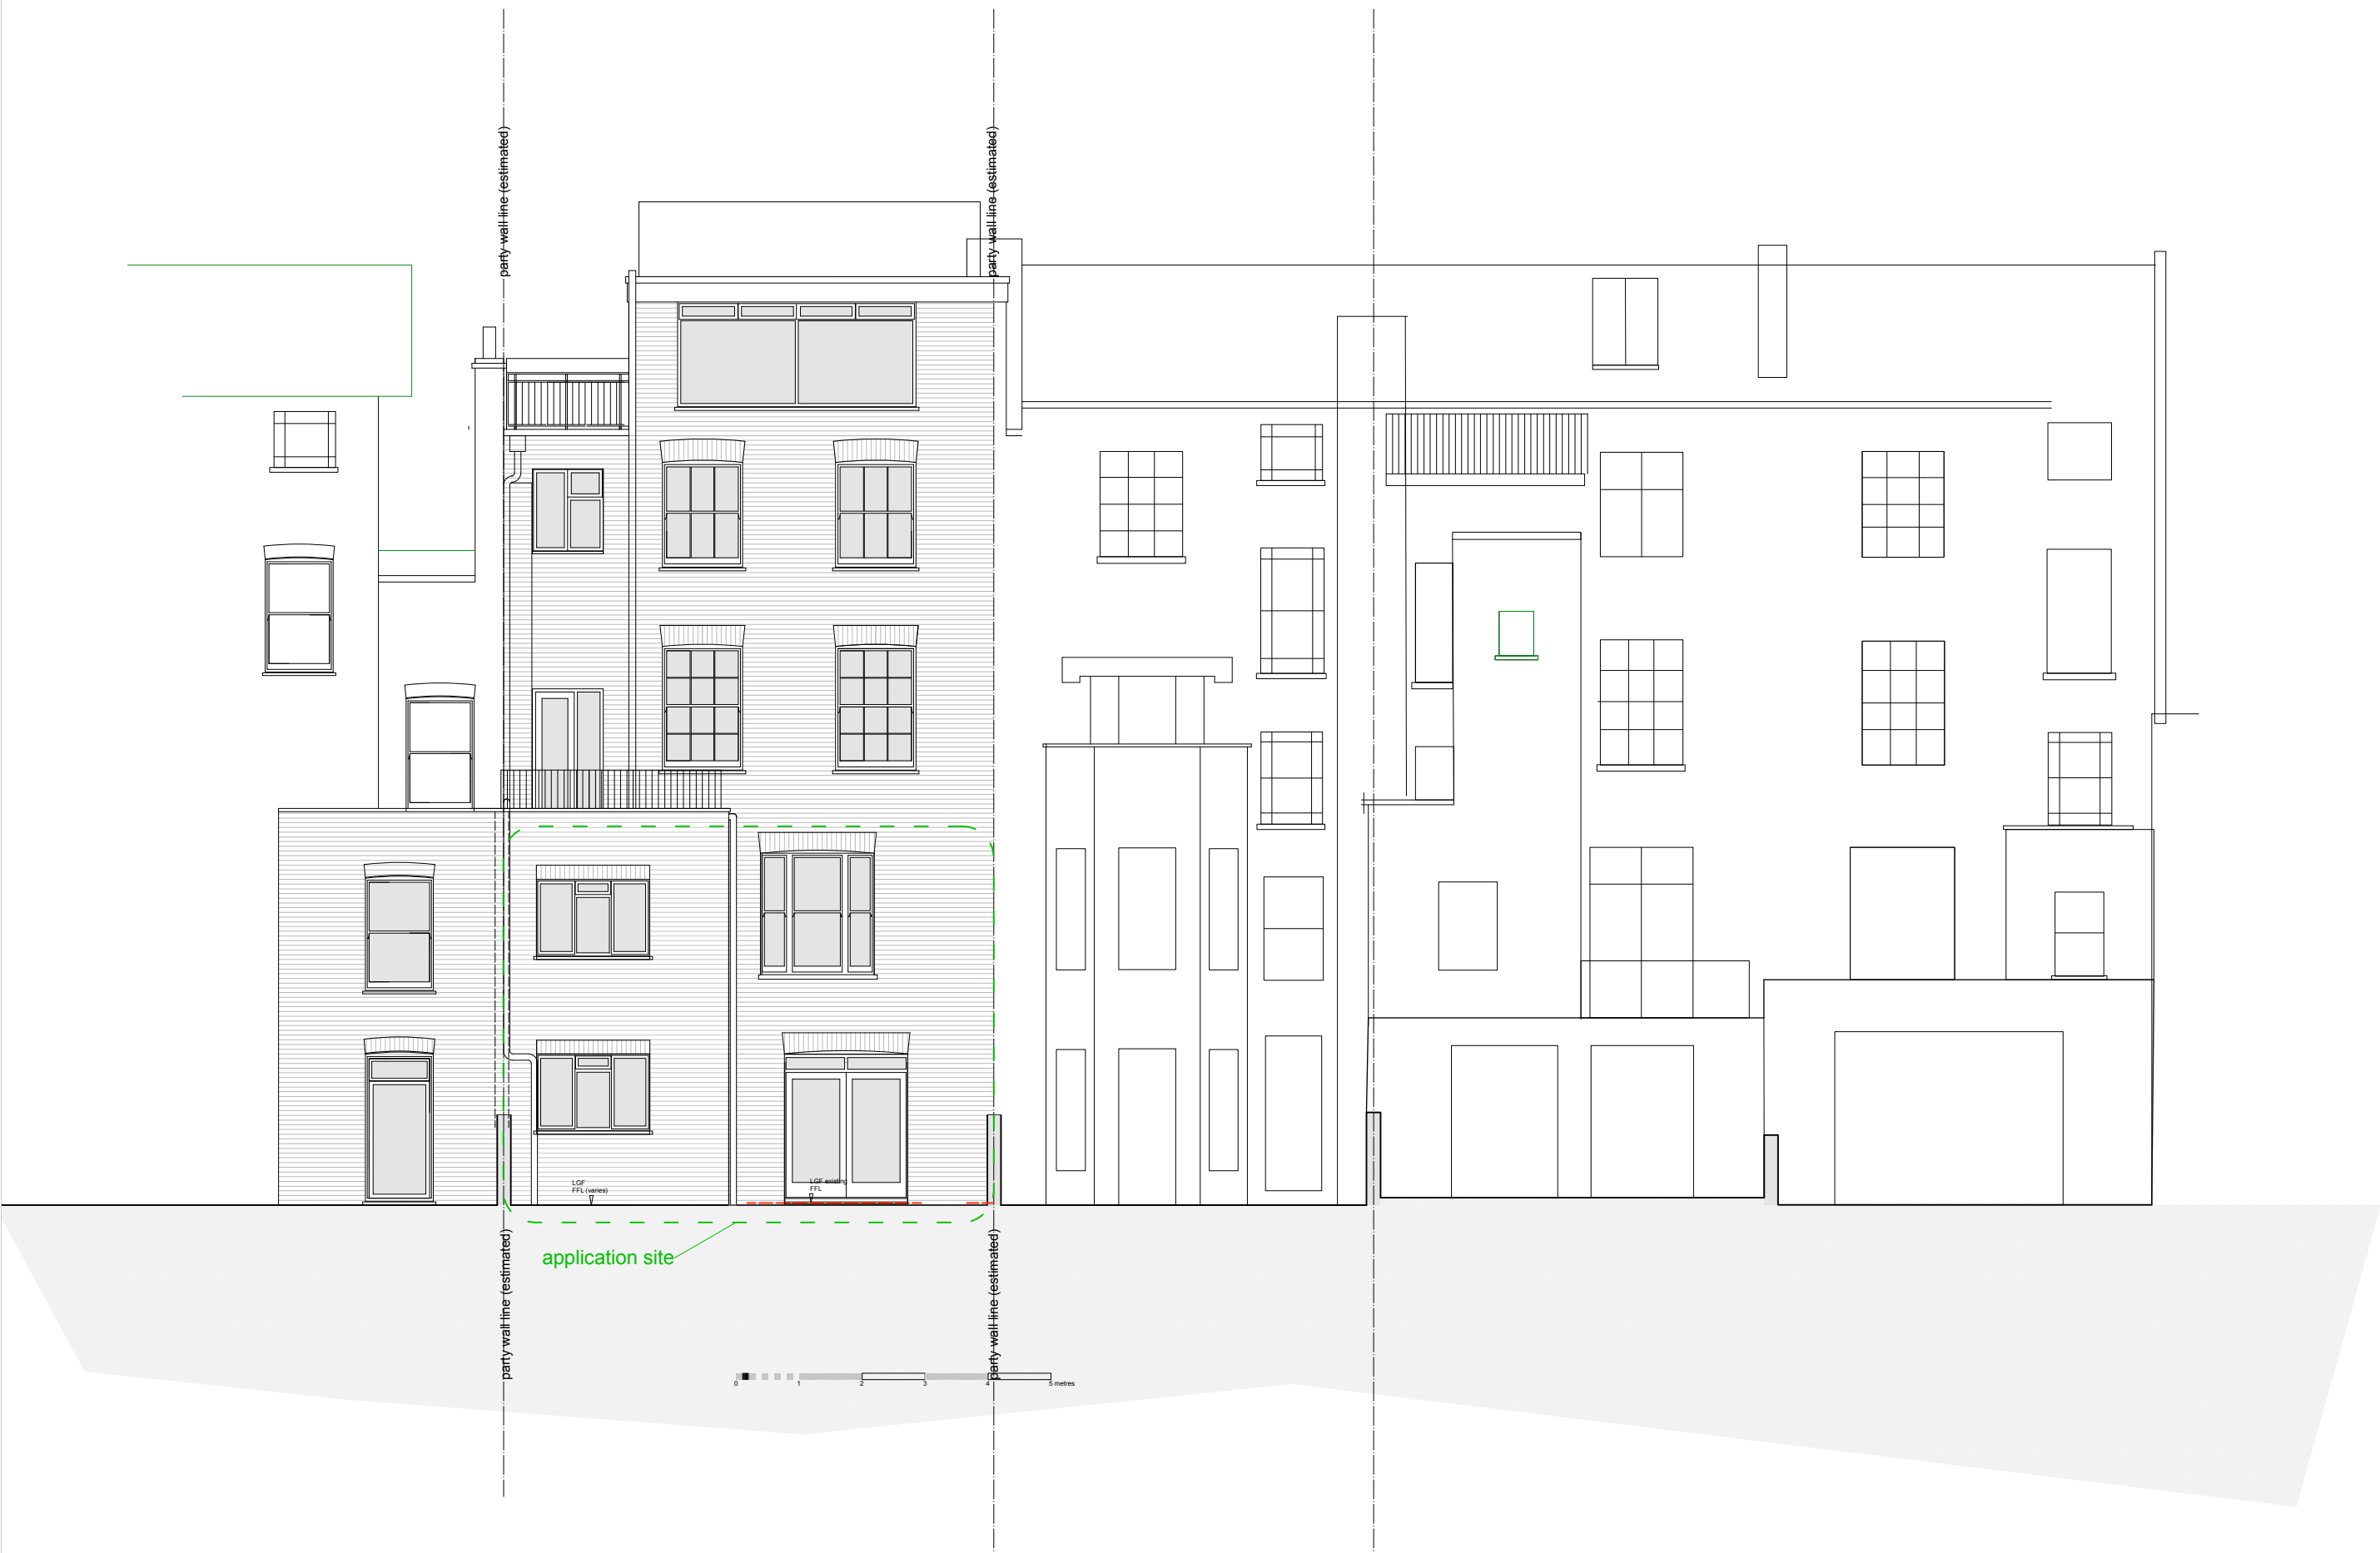 party wall line (estimated)
party wall line (estimated)
LGF
FFL (varies)
LGF existing
FFL
application site
party wall line (estimated)
party wall line (estimated)
0 1 2 3 4 5 metres